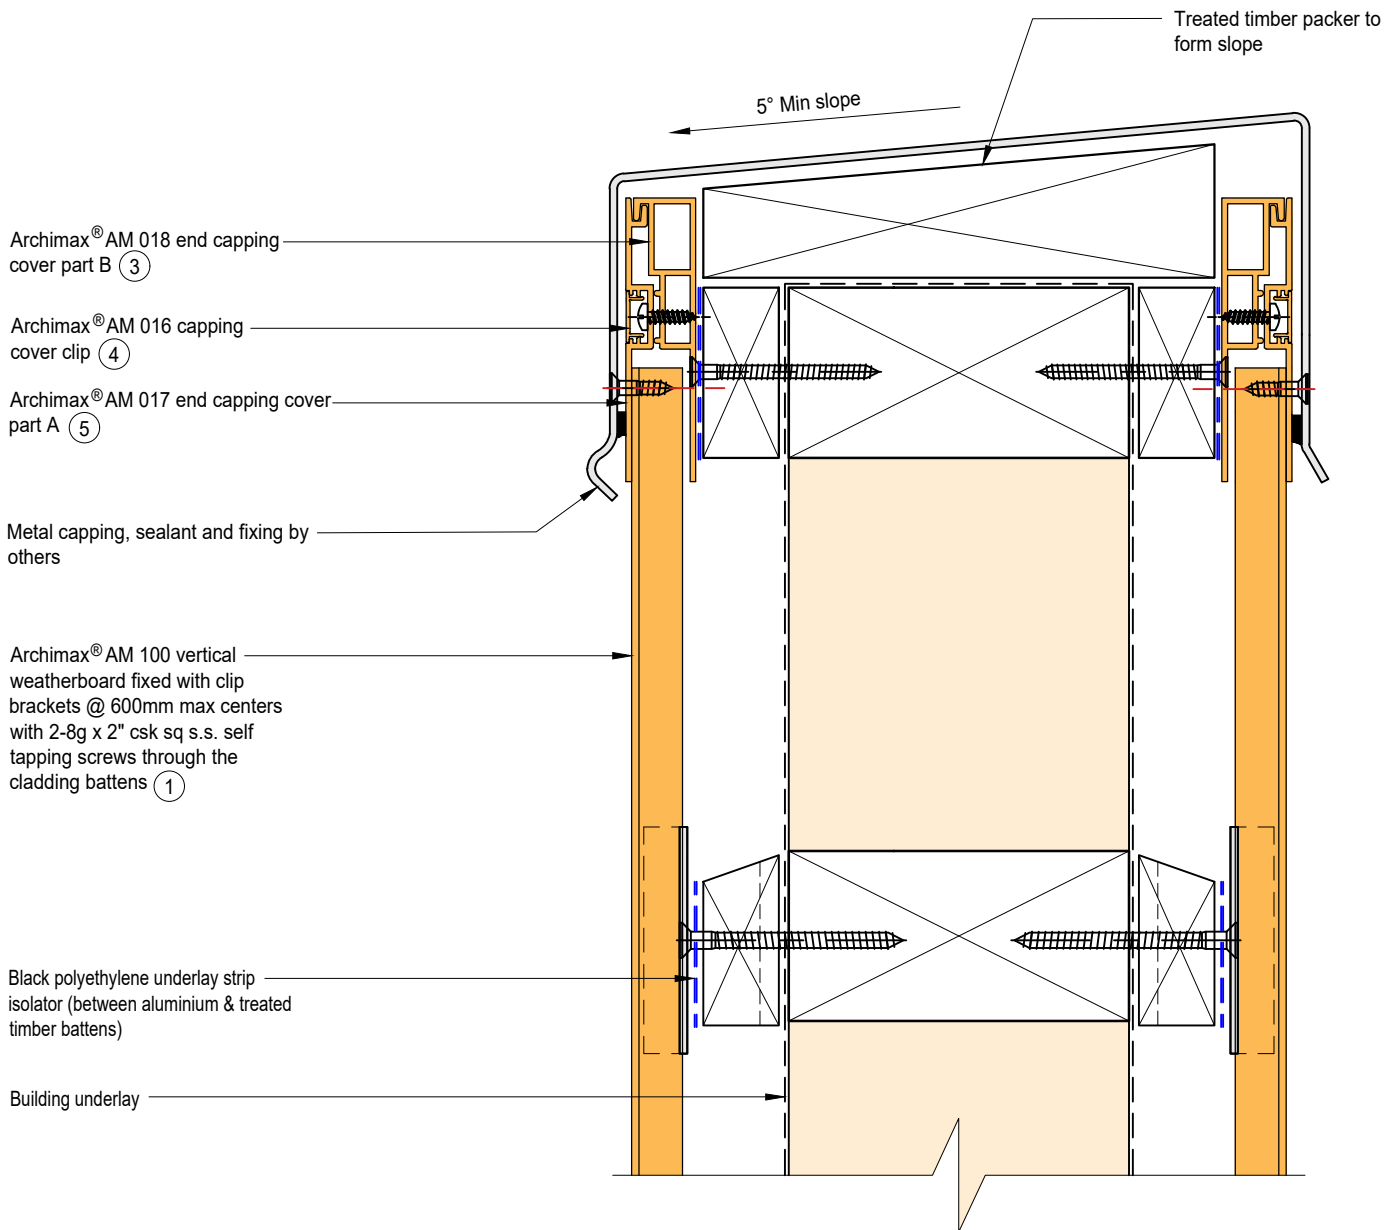 Treated timber packer to
form slope
5° Min slope
Archimax® AM 018 end capping
cover part B 3
Archimax® AM 016 capping
cover clip 4
Archimax® AM 017 end capping cover
part A 5
Metal capping, sealant and fixing by
others
Archimax® AM 100 vertical
weatherboard fixed with clip
brackets @ 600mm max centers
with 2-8g x 2" csk sq s.s. self
tapping screws through the
cladding battens 1
Black polyethylene underlay strip
isolator (between aluminium & treated
timber battens)
Building underlay